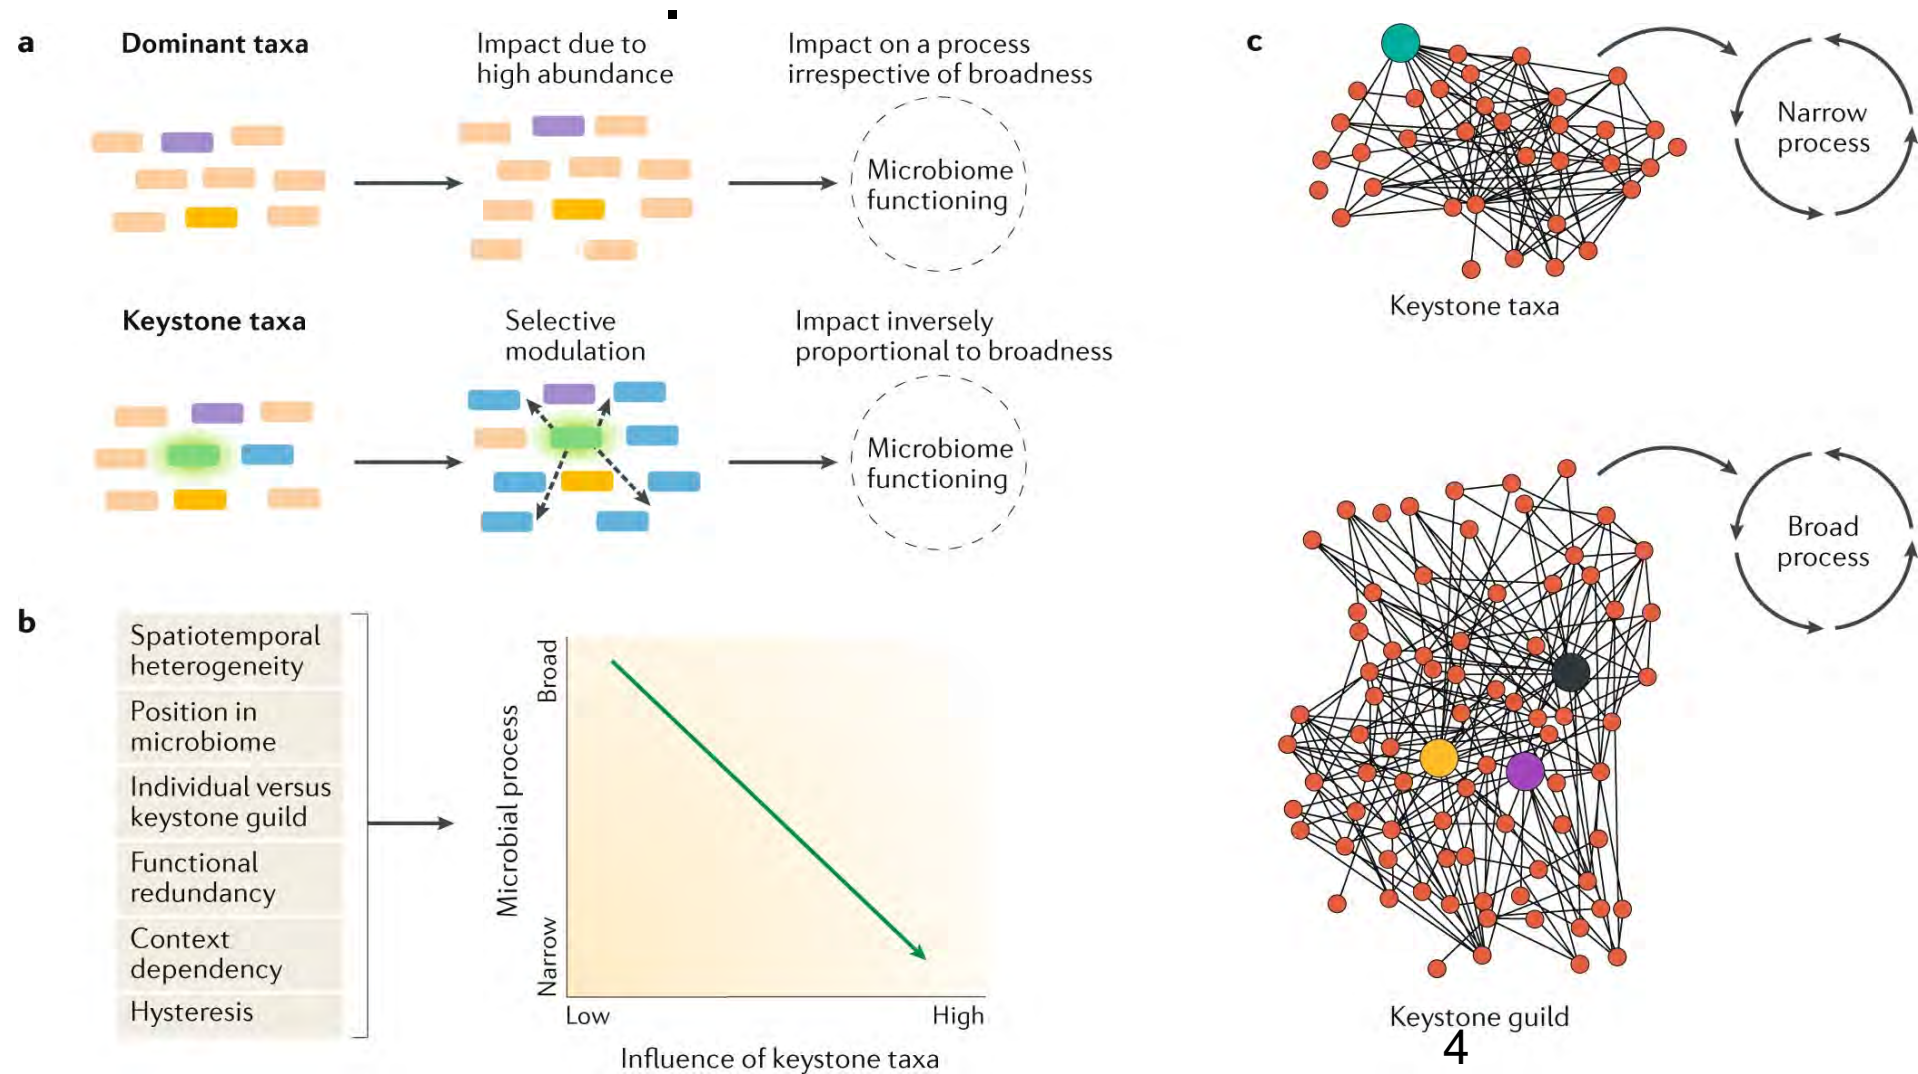 a
Dominant taxa
Impact due to
high abundance
Impact on a process
irrespective of broadness
Microbiome
functioning
Keystone taxa
Selective
modulation
Impact inversely
proportional to broadness
Microbiome
functioning
b
Spatiotemporal
heterogeneity
Position in
microbiome
Individual versus
keystone guild
Functional
redundancy
Context
dependency
Hysteresis
Microbial process
Broad
Narrow
Low
High
Influence of keystone taxa
c
Narrow
process
Keystone taxa
Broad
process
Keystone guild
4